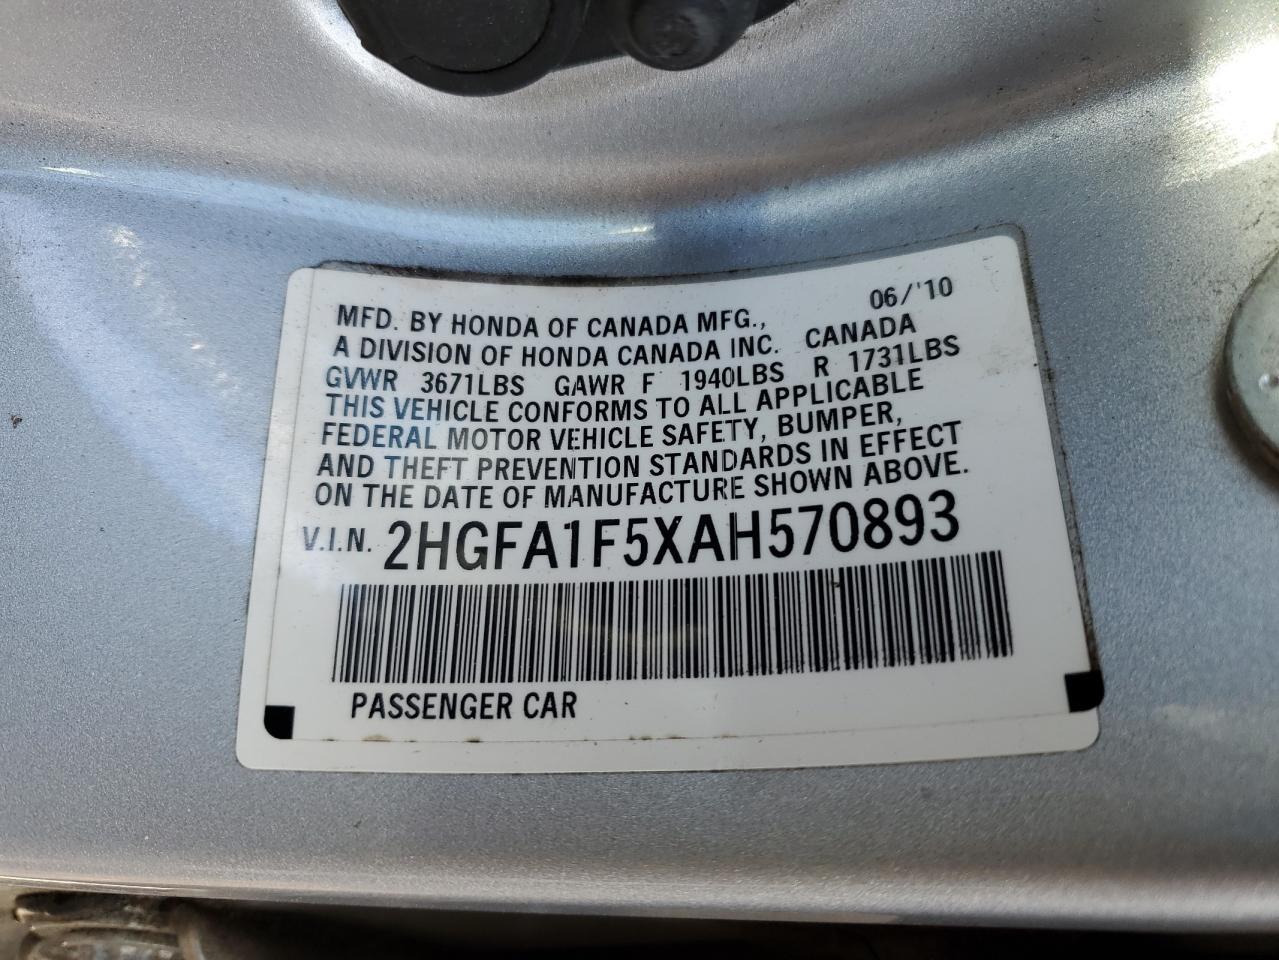 06/'10
MFD. BY HONDA OF CANADA MFG.,
A DIVISION OF HONDA CANADA INC. CANADA
GVWR 3671LBS GAWR F 1940LBS R 1731LBS
THIS VEHICLE CONFORMS TO ALL APPLICABLE
FEDERAL MOTOR VEHICLE SAFETY, BUMPER,
AND THEFT PREVENTION STANDARDS IN EFFECT
ON THE DATE OF MANUFACTURE SHOWN ABOVE.
V.I.N. 2HGFA1F5XAH570893
PASSENGER CAR